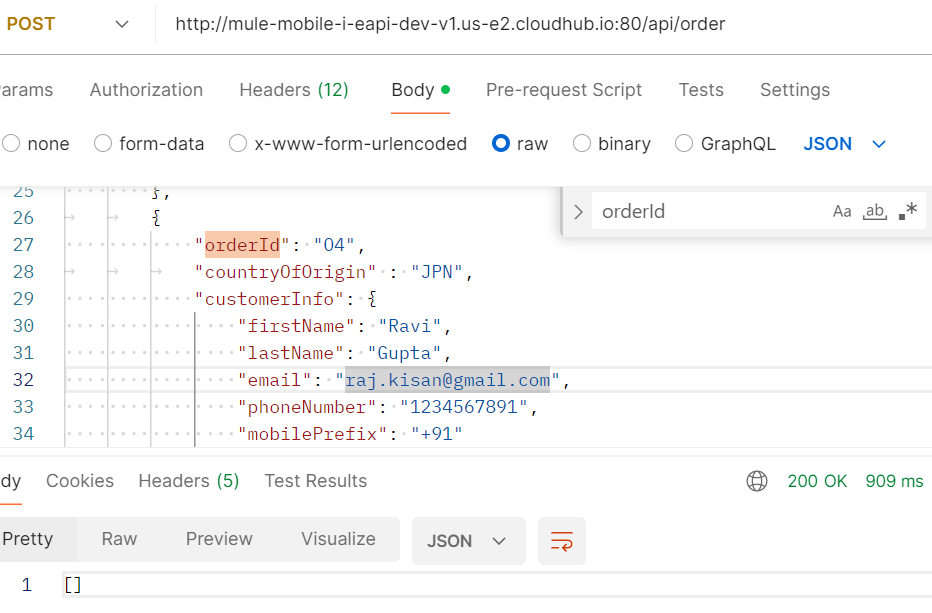 POST http://mule-mobile-i-eapi-dev-v1.us-e2.cloudhub.io:80/api/order
arams Authorization Headers (12) Body Pre-request Script Tests Settings
none form-data x-www-form-urlencoded raw binary GraphQL JSON
25 },
orderId Aa ab .*
26 {
27 "orderId": "O4",
28 "countryOfOrigin" : "JPN",
29 "customerInfo": {
30 "firstName": "Ravi",
31 "lastName": "Gupta",
32 "email": "raj.kisan@gmail.com",
33 "phoneNumber": "1234567891",
34 "mobilePrefix": "+91"
dy Cookies Headers (5) Test Results 200 OK 909 ms
Pretty Raw Preview Visualize JSON
1 []